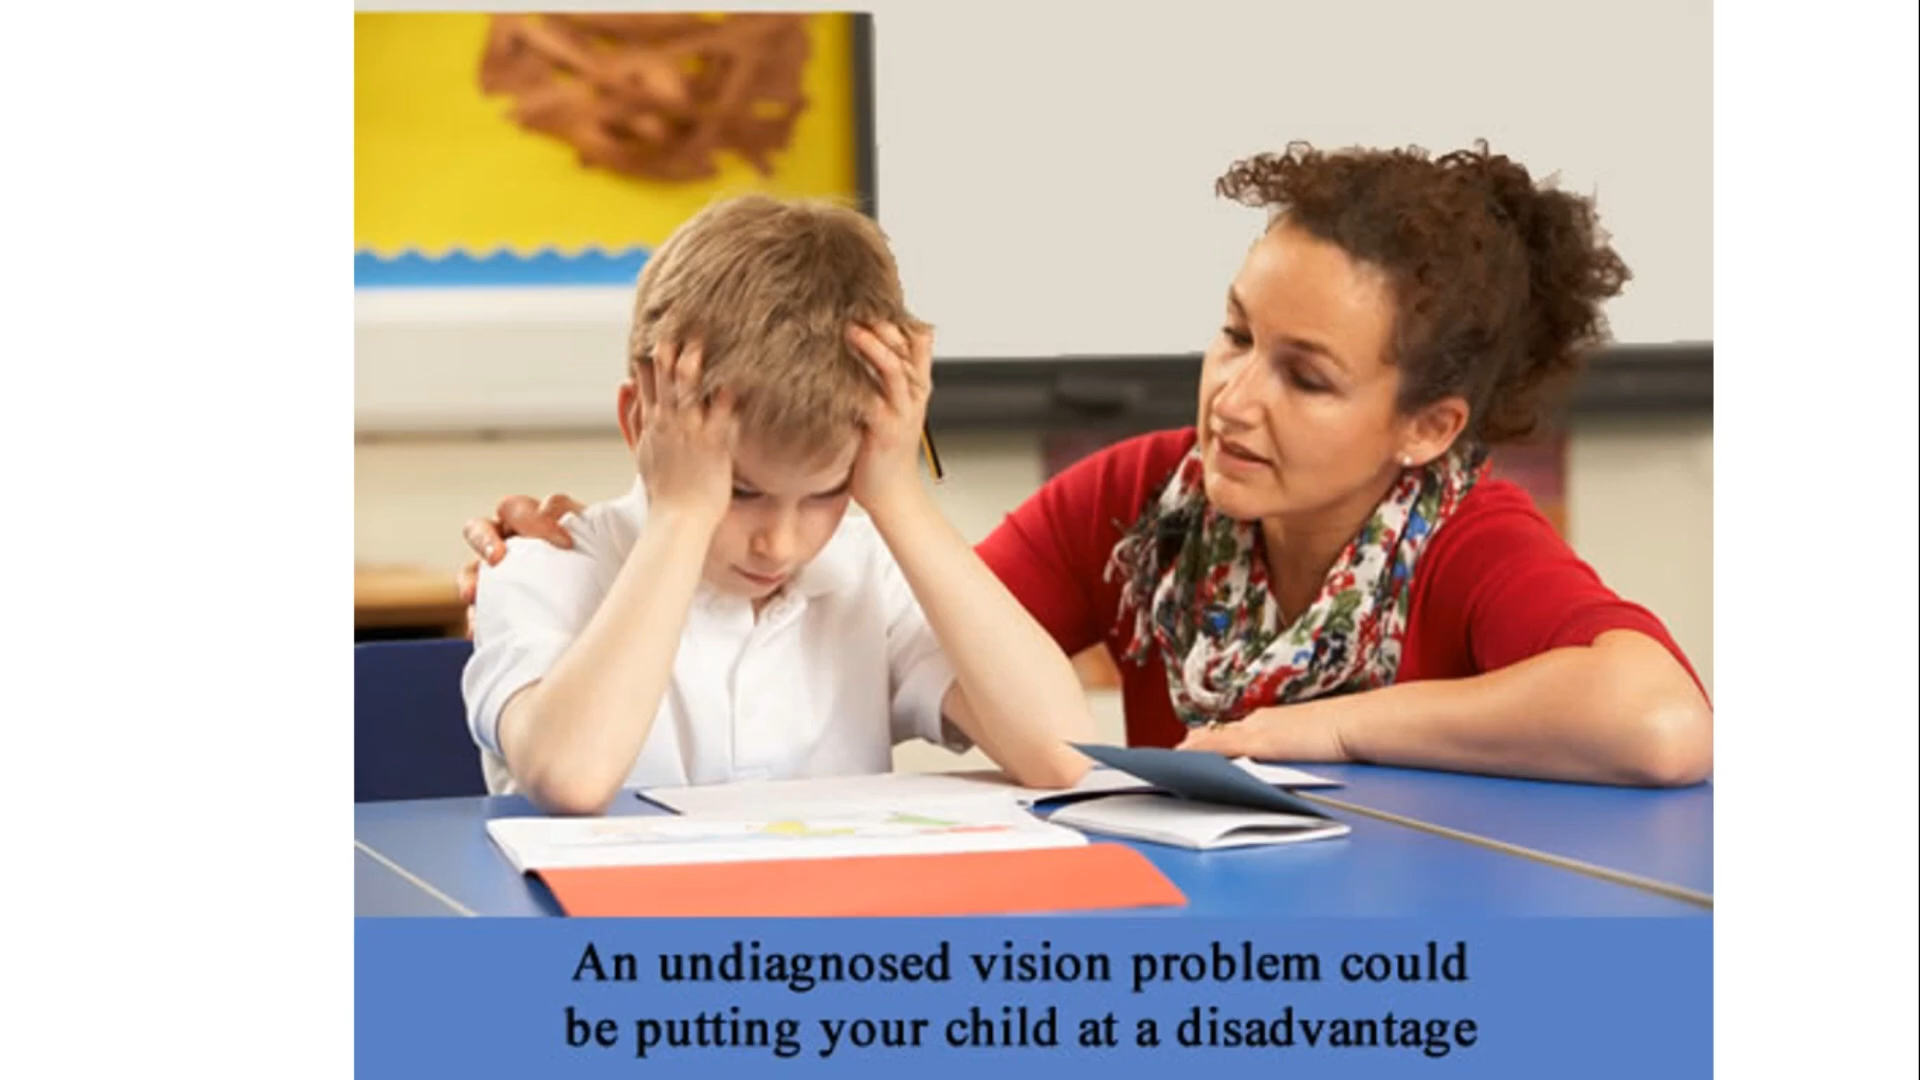 An undiagnosed vision problem could
be putting your child at a disadvantage